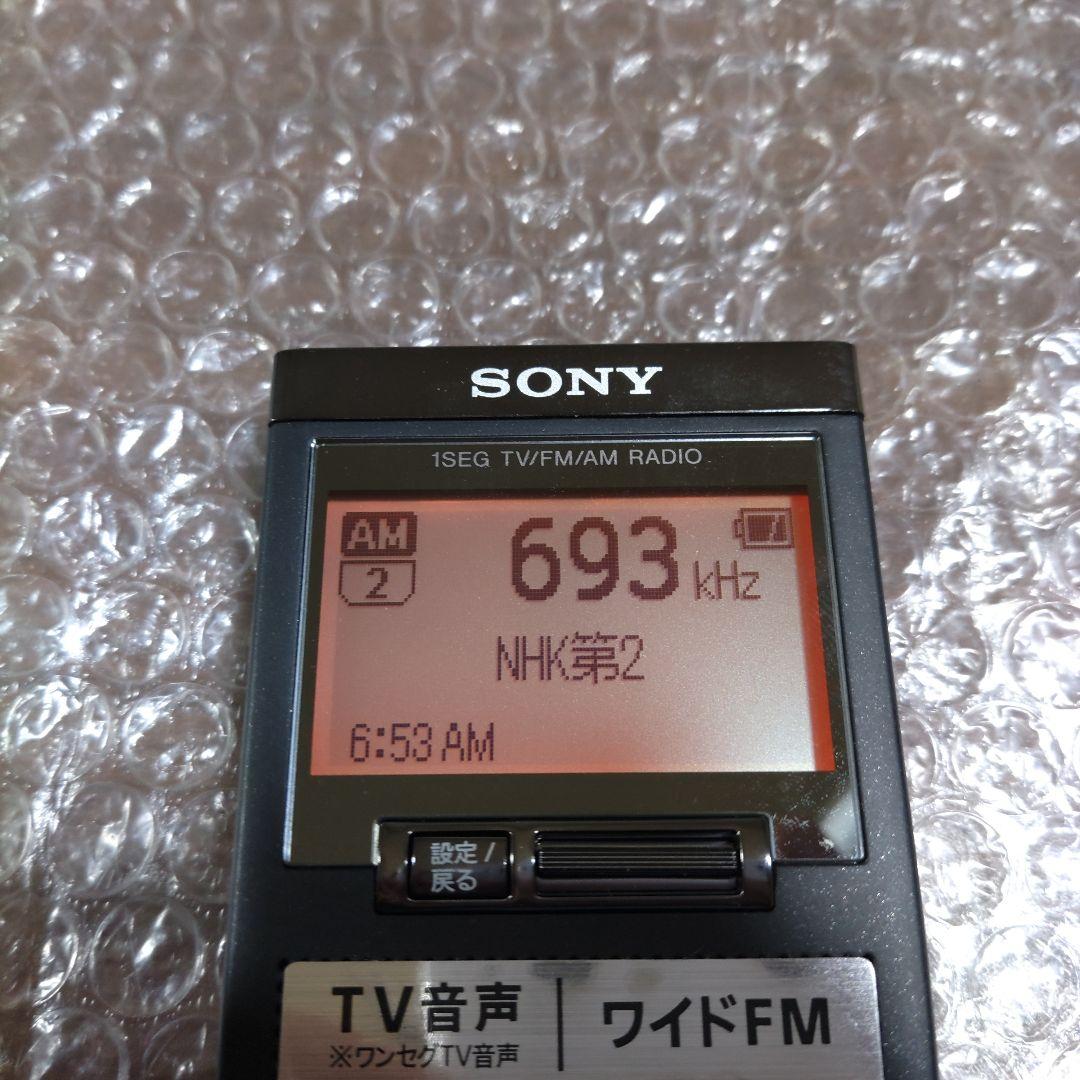 SONY
1SEG TV/FM/AM RADIO
AM 693 kHz
2
NHK第2
6:53 AM
設定/
戻る
TV音声 ワイドFM
※ワンセグTV音声